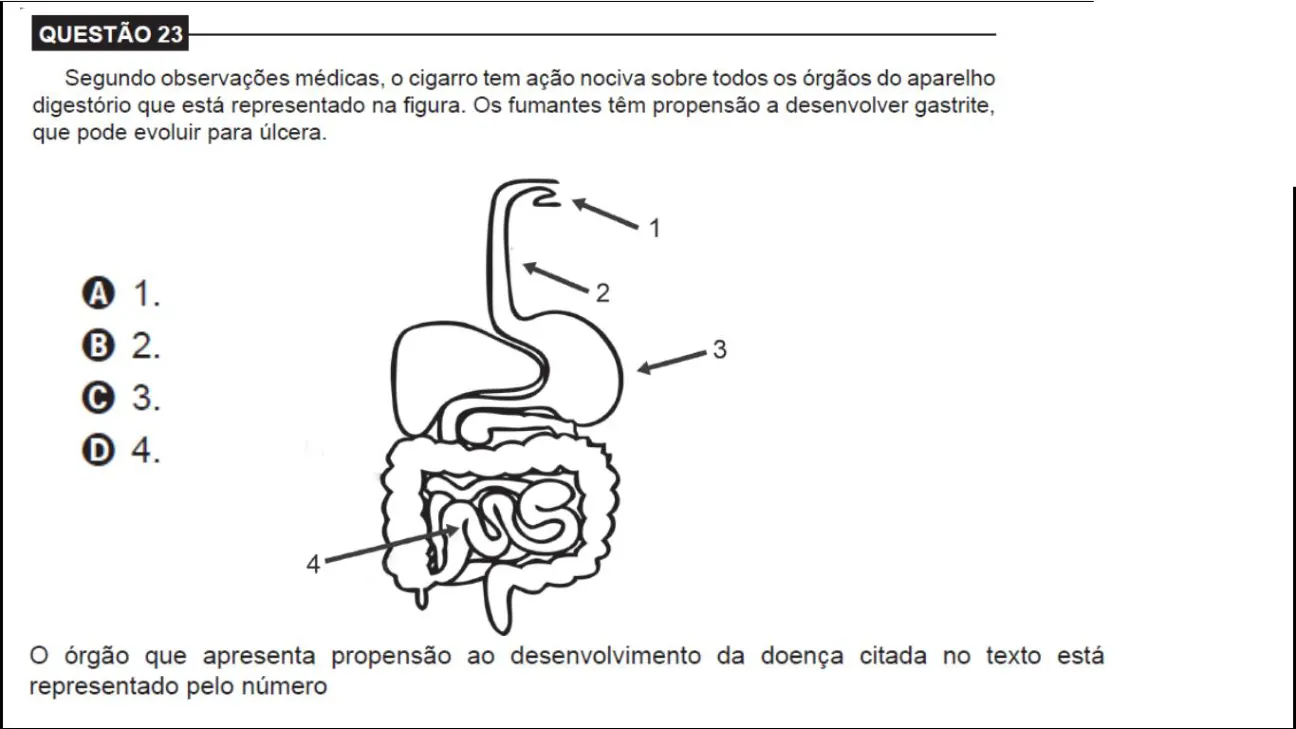 QUESTÃO 23
Segundo observações médicas, o cigarro tem ação nociva sobre todos os órgãos do aparelho
digestório que está representado na figura. Os fumantes têm propensão a desenvolver gastrite,
que pode evoluir para úlcera.
1
2
3
4
A 1.
B 2.
C 3.
D 4.
O órgão que apresenta propensão ao desenvolvimento da doença citada no texto está
representado pelo número